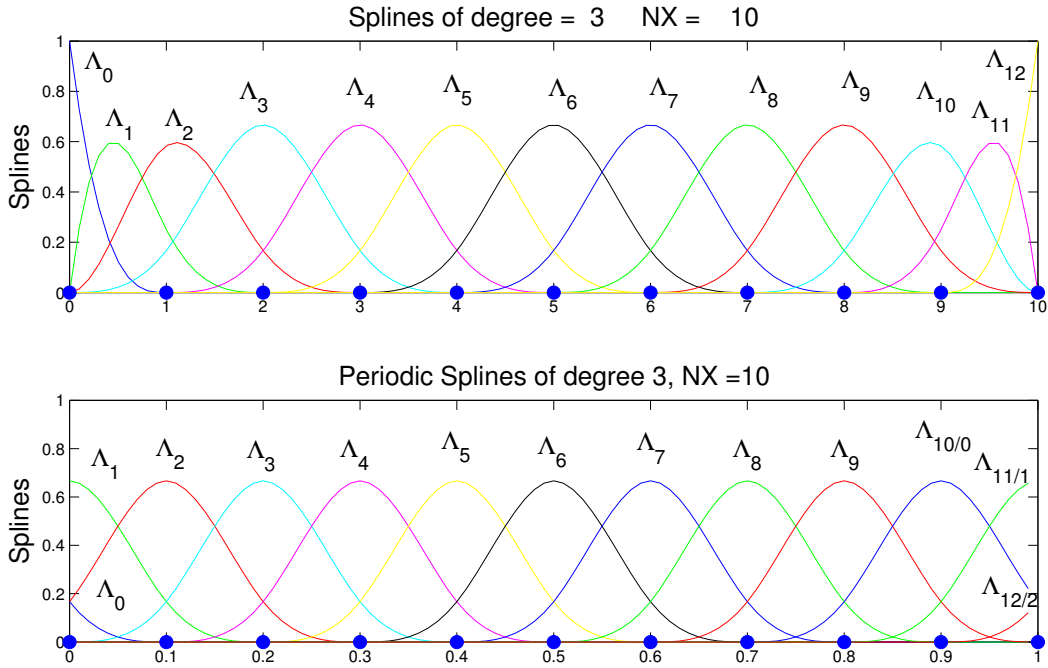 Splines of degree = 3 NX = 10
Splines
1
0.8
0.6
0.4
0.2
0
Λ0
Λ1
Λ2
Λ3
Λ4
Λ5
Λ6
Λ7
Λ8
Λ9
Λ10
Λ11
Λ12
0 1 2 3 4 5 6 7 8 9 10
Periodic Splines of degree 3, NX =10
Splines
1
0.8
0.6
0.4
0.2
0
Λ0
Λ1
Λ2
Λ3
Λ4
Λ5
Λ6
Λ7
Λ8
Λ9
Λ10/0
Λ11/1
Λ12/2
0 0.1 0.2 0.3 0.4 0.5 0.6 0.7 0.8 0.9 1